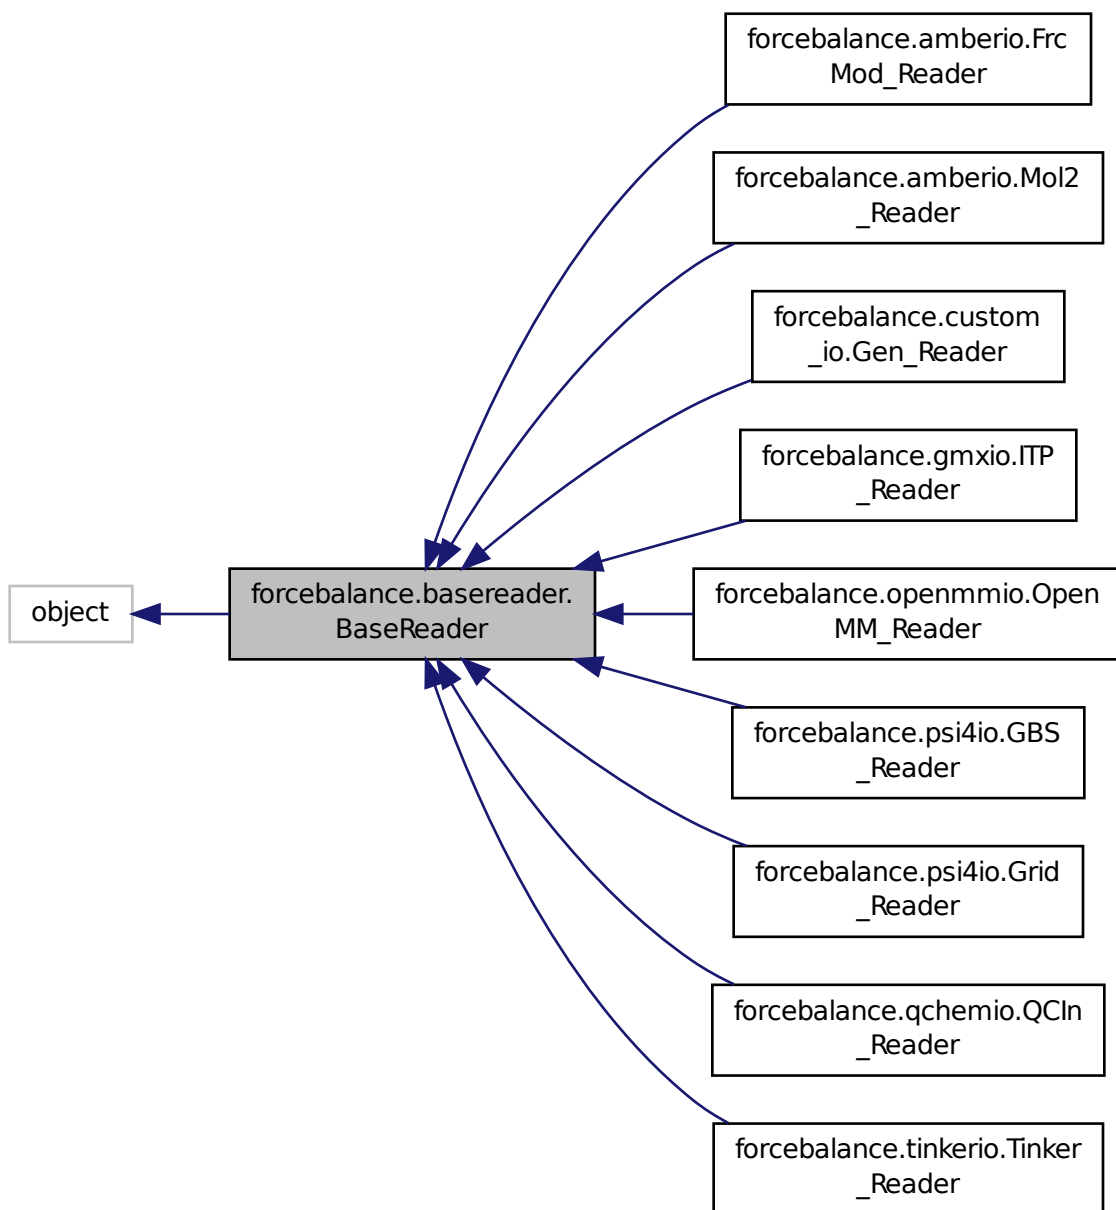 forcebalance.amberio.Frc
Mod_Reader
forcebalance.amberio.Mol2
_Reader
forcebalance.custom
_io.Gen_Reader
forcebalance.gmxio.ITP
_Reader
object
forcebalance.basereader.
BaseReader
forcebalance.openmmio.Open
MM_Reader
forcebalance.psi4io.GBS
_Reader
forcebalance.psi4io.Grid
_Reader
forcebalance.qchemio.QCIn
_Reader
forcebalance.tinkerio.Tinker
_Reader